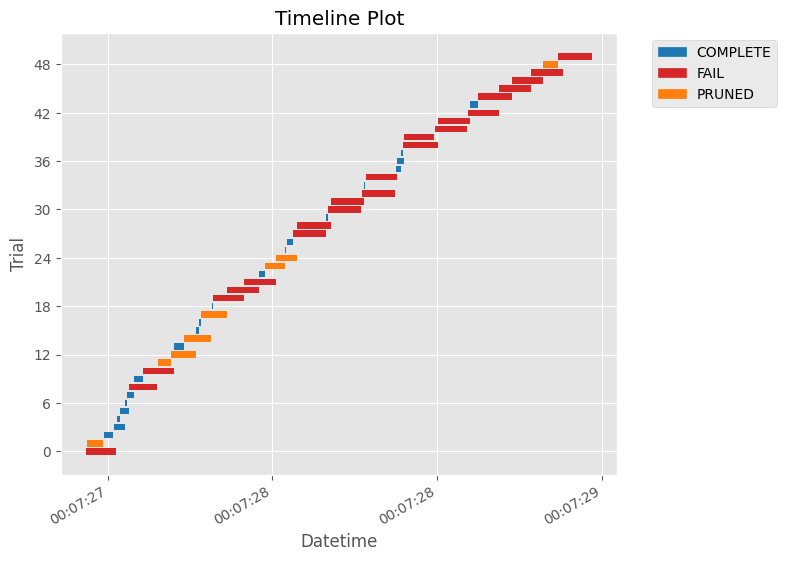 Timeline Plot
COMPLETE
FAIL
PRUNED
48
42
36
30
24
18
12
6
0
Trial
00:07:27
00:07:28
00:07:28
00:07:29
Datetime